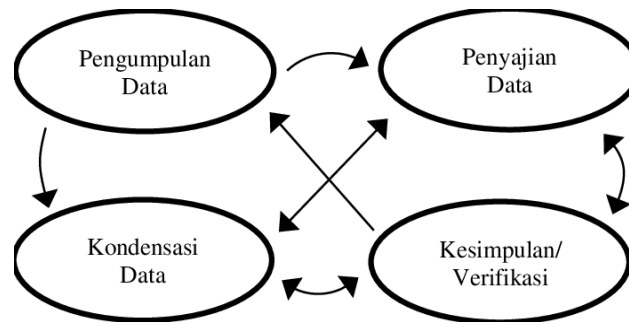 Pengumpulan
Data
Penyajian
Data
Kondensasi
Data
Kesimpulan/
Verifikasi